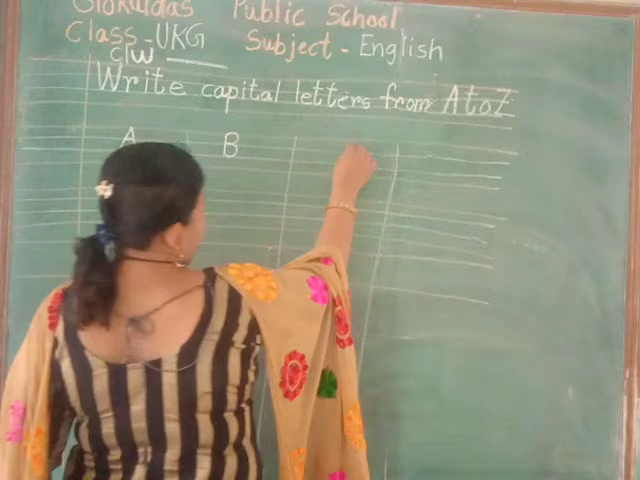 Public School
Class - UKG Subject - English
C/W
Write capital letters from A to Z
A B